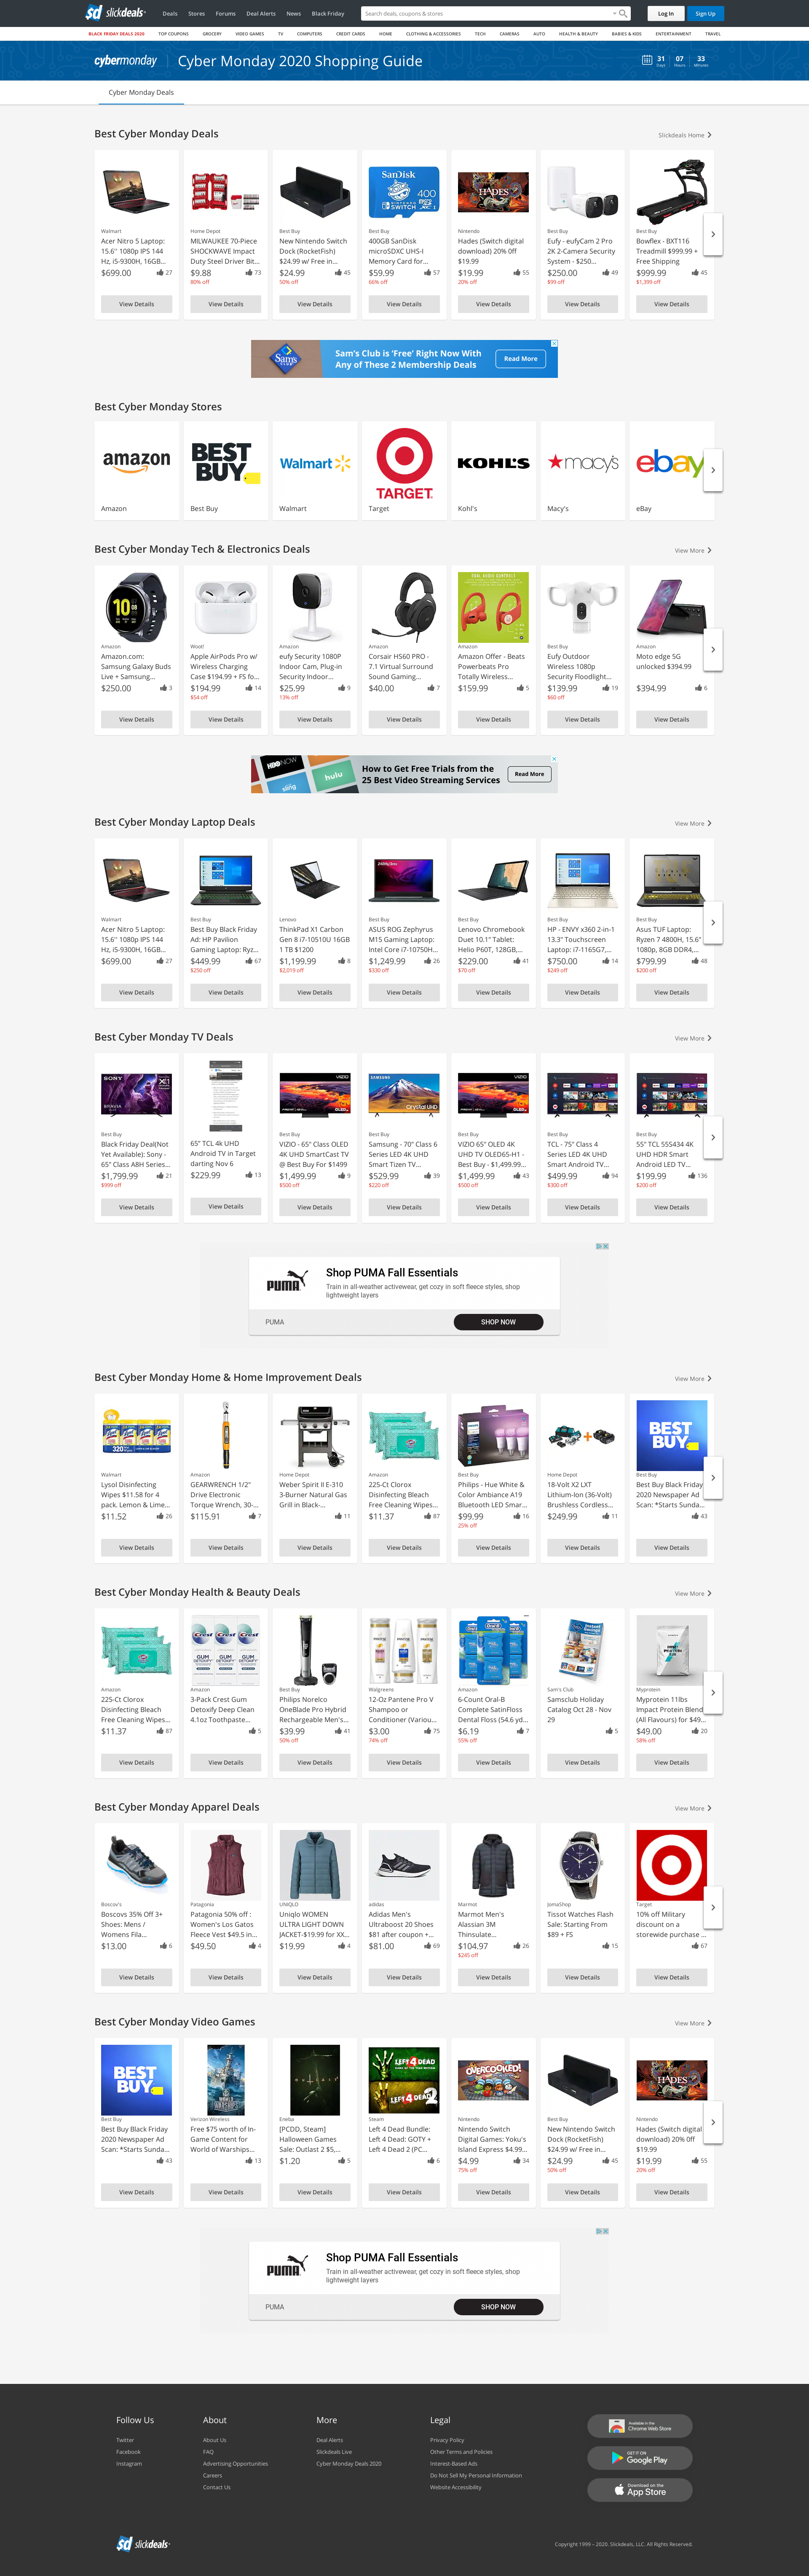 slickdeals
Deals Stores Forums Deal Alerts News Black Friday
Search deals, coupons & stores
Log In Sign Up
BLACK FRIDAY DEALS 2020 TOP COUPONS GROCERY VIDEO GAMES TV COMPUTERS CREDIT CARDS HOME CLOTHING & ACCESSORIES TECH CAMERAS AUTO HEALTH & BEAUTY BABIES & KIDS ENTERTAINMENT TRAVEL
cybermonday Cyber Monday 2020 Shopping Guide
31 Days 07 Hours 33 Minutes
Cyber Monday Deals
Best Cyber Monday Deals
Slickdeals Home
Walmart
Acer Nitro 5 Laptop: 15.6" 1080p IPS 144 Hz, i5-9300H, 16GB...
$699.00 27
View Details
Home Depot
MILWAUKEE 70-Piece SHOCKWAVE Impact Duty Steel Driver Bit...
$9.88 73
80% off
View Details
Best Buy
New Nintendo Switch Dock (RocketFish) $24.99 w/ Free in...
$24.99 45
50% off
View Details
Best Buy
400GB SanDisk microSDXC UHS-I Memory Card for...
$59.99 57
66% off
View Details
Nintendo
Hades (Switch digital download) 20% 0ff $19.99
$19.99 55
20% off
View Details
Best Buy
Eufy - eufyCam 2 Pro 2K 2-Camera Security System - $250...
$250.00 49
$99 off
View Details
Best Buy
Bowflex - BXT116 Treadmill $999.99 + Free Shipping
$999.99 45
$1,399 off
View Details
Sam's Club is 'Free' Right Now With
Any of These 2 Membership Deals
Read More
Best Cyber Monday Stores
Amazon
Best Buy
Walmart
Target
Kohl's
Macy's
eBay
Best Cyber Monday Tech & Electronics Deals
View More
Amazon
Amazon.com: Samsung Galaxy Buds Live + Samsung...
$250.00 3
View Details
Woot!
Apple AirPods Pro w/ Wireless Charging Case $194.99 + FS fo...
$194.99 14
$54 off
View Details
Amazon
eufy Security 1080P Indoor Cam, Plug-in Security Indoor...
$25.99 9
13% off
View Details
Amazon
Corsair HS60 PRO - 7.1 Virtual Surround Sound Gaming...
$40.00 7
View Details
Amazon
Amazon Offer - Beats Powerbeats Pro Totally Wireless...
$159.99 5
View Details
Best Buy
Eufy Outdoor Wireless 1080p Security Floodlight...
$139.99 19
$60 off
View Details
Amazon
Moto edge 5G unlocked $394,99
$394.99 6
View Details
How to Get Free Trials from the
25 Best Video Streaming Services
Read More
Best Cyber Monday Laptop Deals
View More
Walmart
Acer Nitro 5 Laptop: 15.6" 1080p IPS 144 Hz, i5-9300H, 16GB...
$699.00 27
View Details
Best Buy
Best Buy Black Friday Ad: HP Pavilion Gaming Laptop: Ryz...
$449.99 67
$250 off
View Details
Lenovo
ThinkPad X1 Carbon Gen 8 i7-10510U 16GB 1 TB $1200
$1,199.99 8
$2,019 off
View Details
Best Buy
ASUS ROG Zephyrus M15 Gaming Laptop: Intel Core i7-10750H...
$1,249.99 26
$330 off
View Details
Best Buy
Lenovo Chromebook Duet 10.1" Tablet: Helio P60T, 128GB,...
$229.00 41
$70 off
View Details
Best Buy
HP - ENVY x360 2-in-1 13.3" Touchscreen Laptop: i7-1165G7,...
$750.00 14
$249 off
View Details
Best Buy
Asus TUF Laptop: Ryzen 7 4800H, 15.6" 1080p, 8GB DDR4,...
$799.99 48
$200 off
View Details
Best Cyber Monday TV Deals
View More
Best Buy
Black Friday Deal(Not Yet Available): Sony - 65" Class A8H Series...
$1,799.99 21
$999 off
View Details
65" TCL 4k UHD Android TV in Target darting Nov 6
$229.99 13
View Details
Best Buy
VIZIO - 65" Class OLED 4K UHD SmartCast TV @ Best Buy For $1499
$1,499.99 9
$500 off
View Details
Best Buy
Samsung - 70" Class 6 Series LED 4K UHD Smart Tizen TV...
$529.99 39
$220 off
View Details
Best Buy
VIZIO 65" OLED 4K UHD TV OLED65-H1 - Best Buy - $1,499.99...
$1,499.99 43
$500 off
View Details
Best Buy
TCL - 75" Class 4 Series LED 4K UHD Smart Android TV...
$499.99 94
$300 off
View Details
Best Buy
55" TCL 55S434 4K UHD HDR Smart Android LED TV...
$199.99 136
$200 off
View Details
PUMA
Shop PUMA Fall Essentials
Train in all-weather activewear, get cozy in soft fleece styles, shop lightweight layers
PUMA SHOP NOW
Best Cyber Monday Home & Home Improvement Deals
View More
Walmart
Lysol Disinfecting Wipes $11.58 for 4 pack. Lemon & Lime...
$11.52 26
View Details
Amazon
GEARWRENCH 1/2" Drive Electronic Torque Wrench, 30-...
$115.91 7
View Details
Home Depot
Weber Spirit II E-310 3-Burner Natural Gas Grill in Black-...
11
View Details
Amazon
225-Ct Clorox Disinfecting Bleach Free Cleaning Wipes...
$11.37 87
View Details
Best Buy
Philips - Hue White & Color Ambiance A19 Bluetooth LED Smar...
$99.99 16
25% off
View Details
Home Depot
18-Volt X2 LXT Lithium-Ion (36-Volt) Brushless Cordless...
$249.99 11
View Details
Best Buy
Best Buy Black Friday 2020 Newspaper Ad Scan: *Starts Sunda...
43
View Details
Best Cyber Monday Health & Beauty Deals
View More
Amazon
225-Ct Clorox Disinfecting Bleach Free Cleaning Wipes...
$11.37 87
View Details
Amazon
3-Pack Crest Gum Detoxify Deep Clean 4.1oz Toothpaste...
5
View Details
Best Buy
Philips Norelco OneBlade Pro Hybrid Rechargeable Men's...
$39.99 41
50% off
View Details
Walgreens
12-Oz Pantene Pro V Shampoo or Conditioner (Variou...
$3.00 75
74% off
View Details
Amazon
6-Count Oral-B Complete SatinFloss Dental Floss (54.6 yd...
$6.19 7
55% off
View Details
Sam's Club
Samsclub Holiday Catalog Oct 28 - Nov 29
5
View Details
Myprotein
Myprotein 11lbs Impact Protein Blend (All Flavours) for $49...
$49.00 20
58% off
View Details
Best Cyber Monday Apparel Deals
View More
Boscov's
Boscovs 35% Off 3+ Shoes: Mens / Womens Fila...
$13.00 6
View Details
Patagonia
Patagonia 50% off : Women's Los Gatos Fleece Vest $49.5 in...
$49.50 4
View Details
UNIQLO
Uniqlo WOMEN ULTRA LIGHT DOWN JACKET-$19.99 for XX...
$19.99 4
View Details
adidas
Adidas Men's Ultraboost 20 Shoes $81 after coupon +...
$81.00 69
View Details
Marmot
Marmot Men's Alassian 3M Thinsulate...
$104.97 26
$245 off
View Details
JomaShop
Tissot Watches Flash Sale: Starting From $89 + FS
15
View Details
Target
10% off Military discount on a storewide purchase ...
67
View Details
Best Cyber Monday Video Games
View More
Best Buy
Best Buy Black Friday 2020 Newspaper Ad Scan: *Starts Sunda...
43
View Details
Verizon Wireless
Free $75 worth of In-Game Content for World of Warships...
13
View Details
Eneba
[PCDD, Steam] Halloween Games Sale: Outlast 2 $5,...
$1.20 5
View Details
Steam
Left 4 Dead Bundle: Left 4 Dead: GOTY + Left 4 Dead 2 (PC...
6
View Details
Nintendo
Nintendo Switch Digital Games: Yoku's Island Express $4.99...
$4.99 34
75% off
View Details
Best Buy
New Nintendo Switch Dock (RocketFish) $24.99 w/ Free in...
$24.99 45
50% off
View Details
Nintendo
Hades (Switch digital download) 20% 0ff $19.99
$19.99 55
20% off
View Details
PUMA
Shop PUMA Fall Essentials
Train in all-weather activewear, get cozy in soft fleece styles, shop lightweight layers
PUMA SHOP NOW
Follow Us
Twitter
Facebook
Instagram
About
About Us
FAQ
Advertising Opportunities
Careers
Contact Us
More
Deal Alerts
Slickdeals Live
Cyber Monday Deals 2020
Legal
Privacy Policy
Other Terms and Policies
Interest-Based Ads
Do Not Sell My Personal Information
Website Accessibility
Available in the Chrome Web Store
GET IT ON Google Play
Download on the App Store
slickdeals
Copyright 1999 – 2020. Slickdeals, LLC. All Rights Reserved.